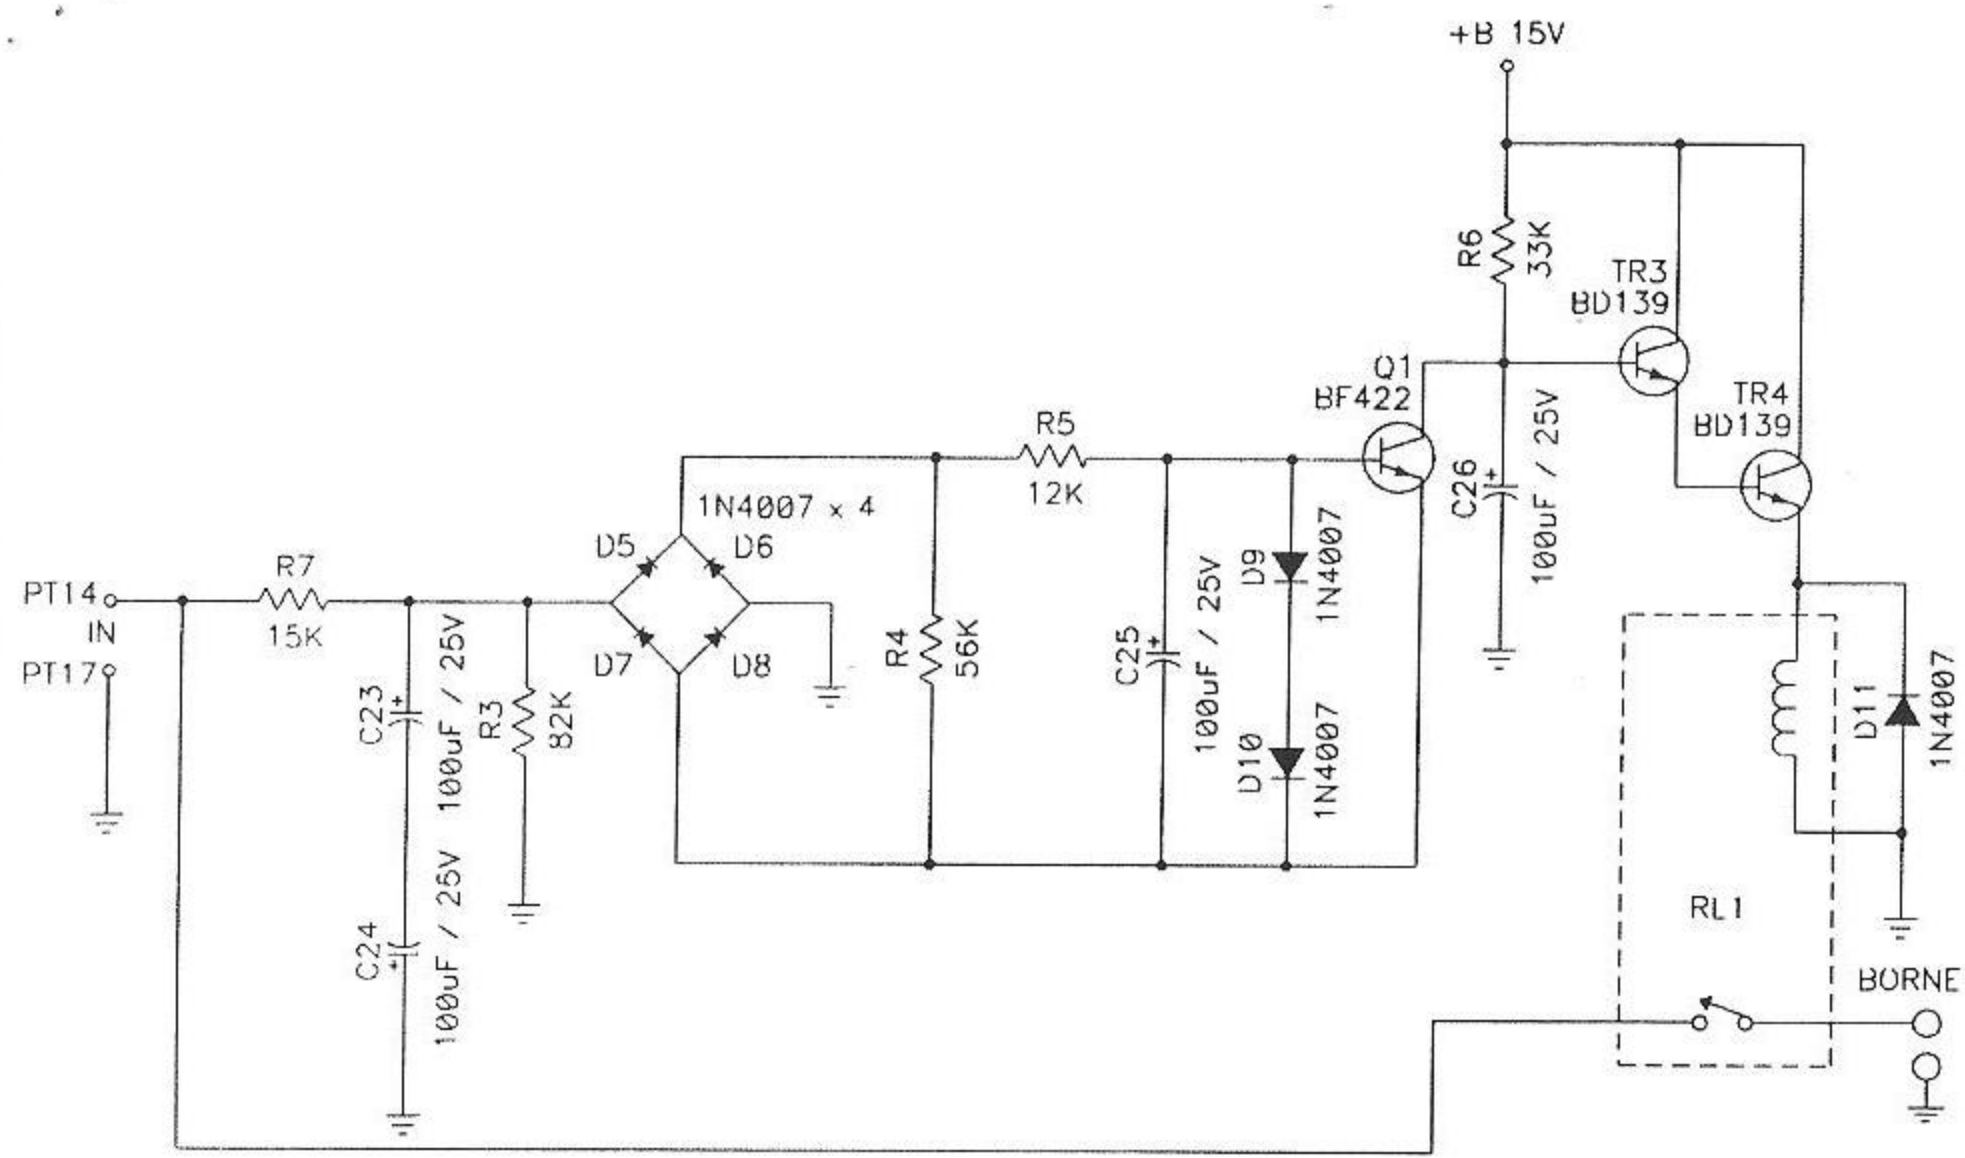 +B 15V
R6
33K
TR3
BD139
Q1
BF422
TR4
BD139
R5
12K
C26
+
100uF / 25V
1N4007 x 4
D5
D6
D7
D8
PT14
IN
PT17
R7
15K
C23
+
100uF / 25V
R3
82K
R4
56K
C25
+
100uF / 25V
D9
1N4007
D10
1N4007
D11
1N4007
C24
+
100uF / 25V
RL1
BORNE